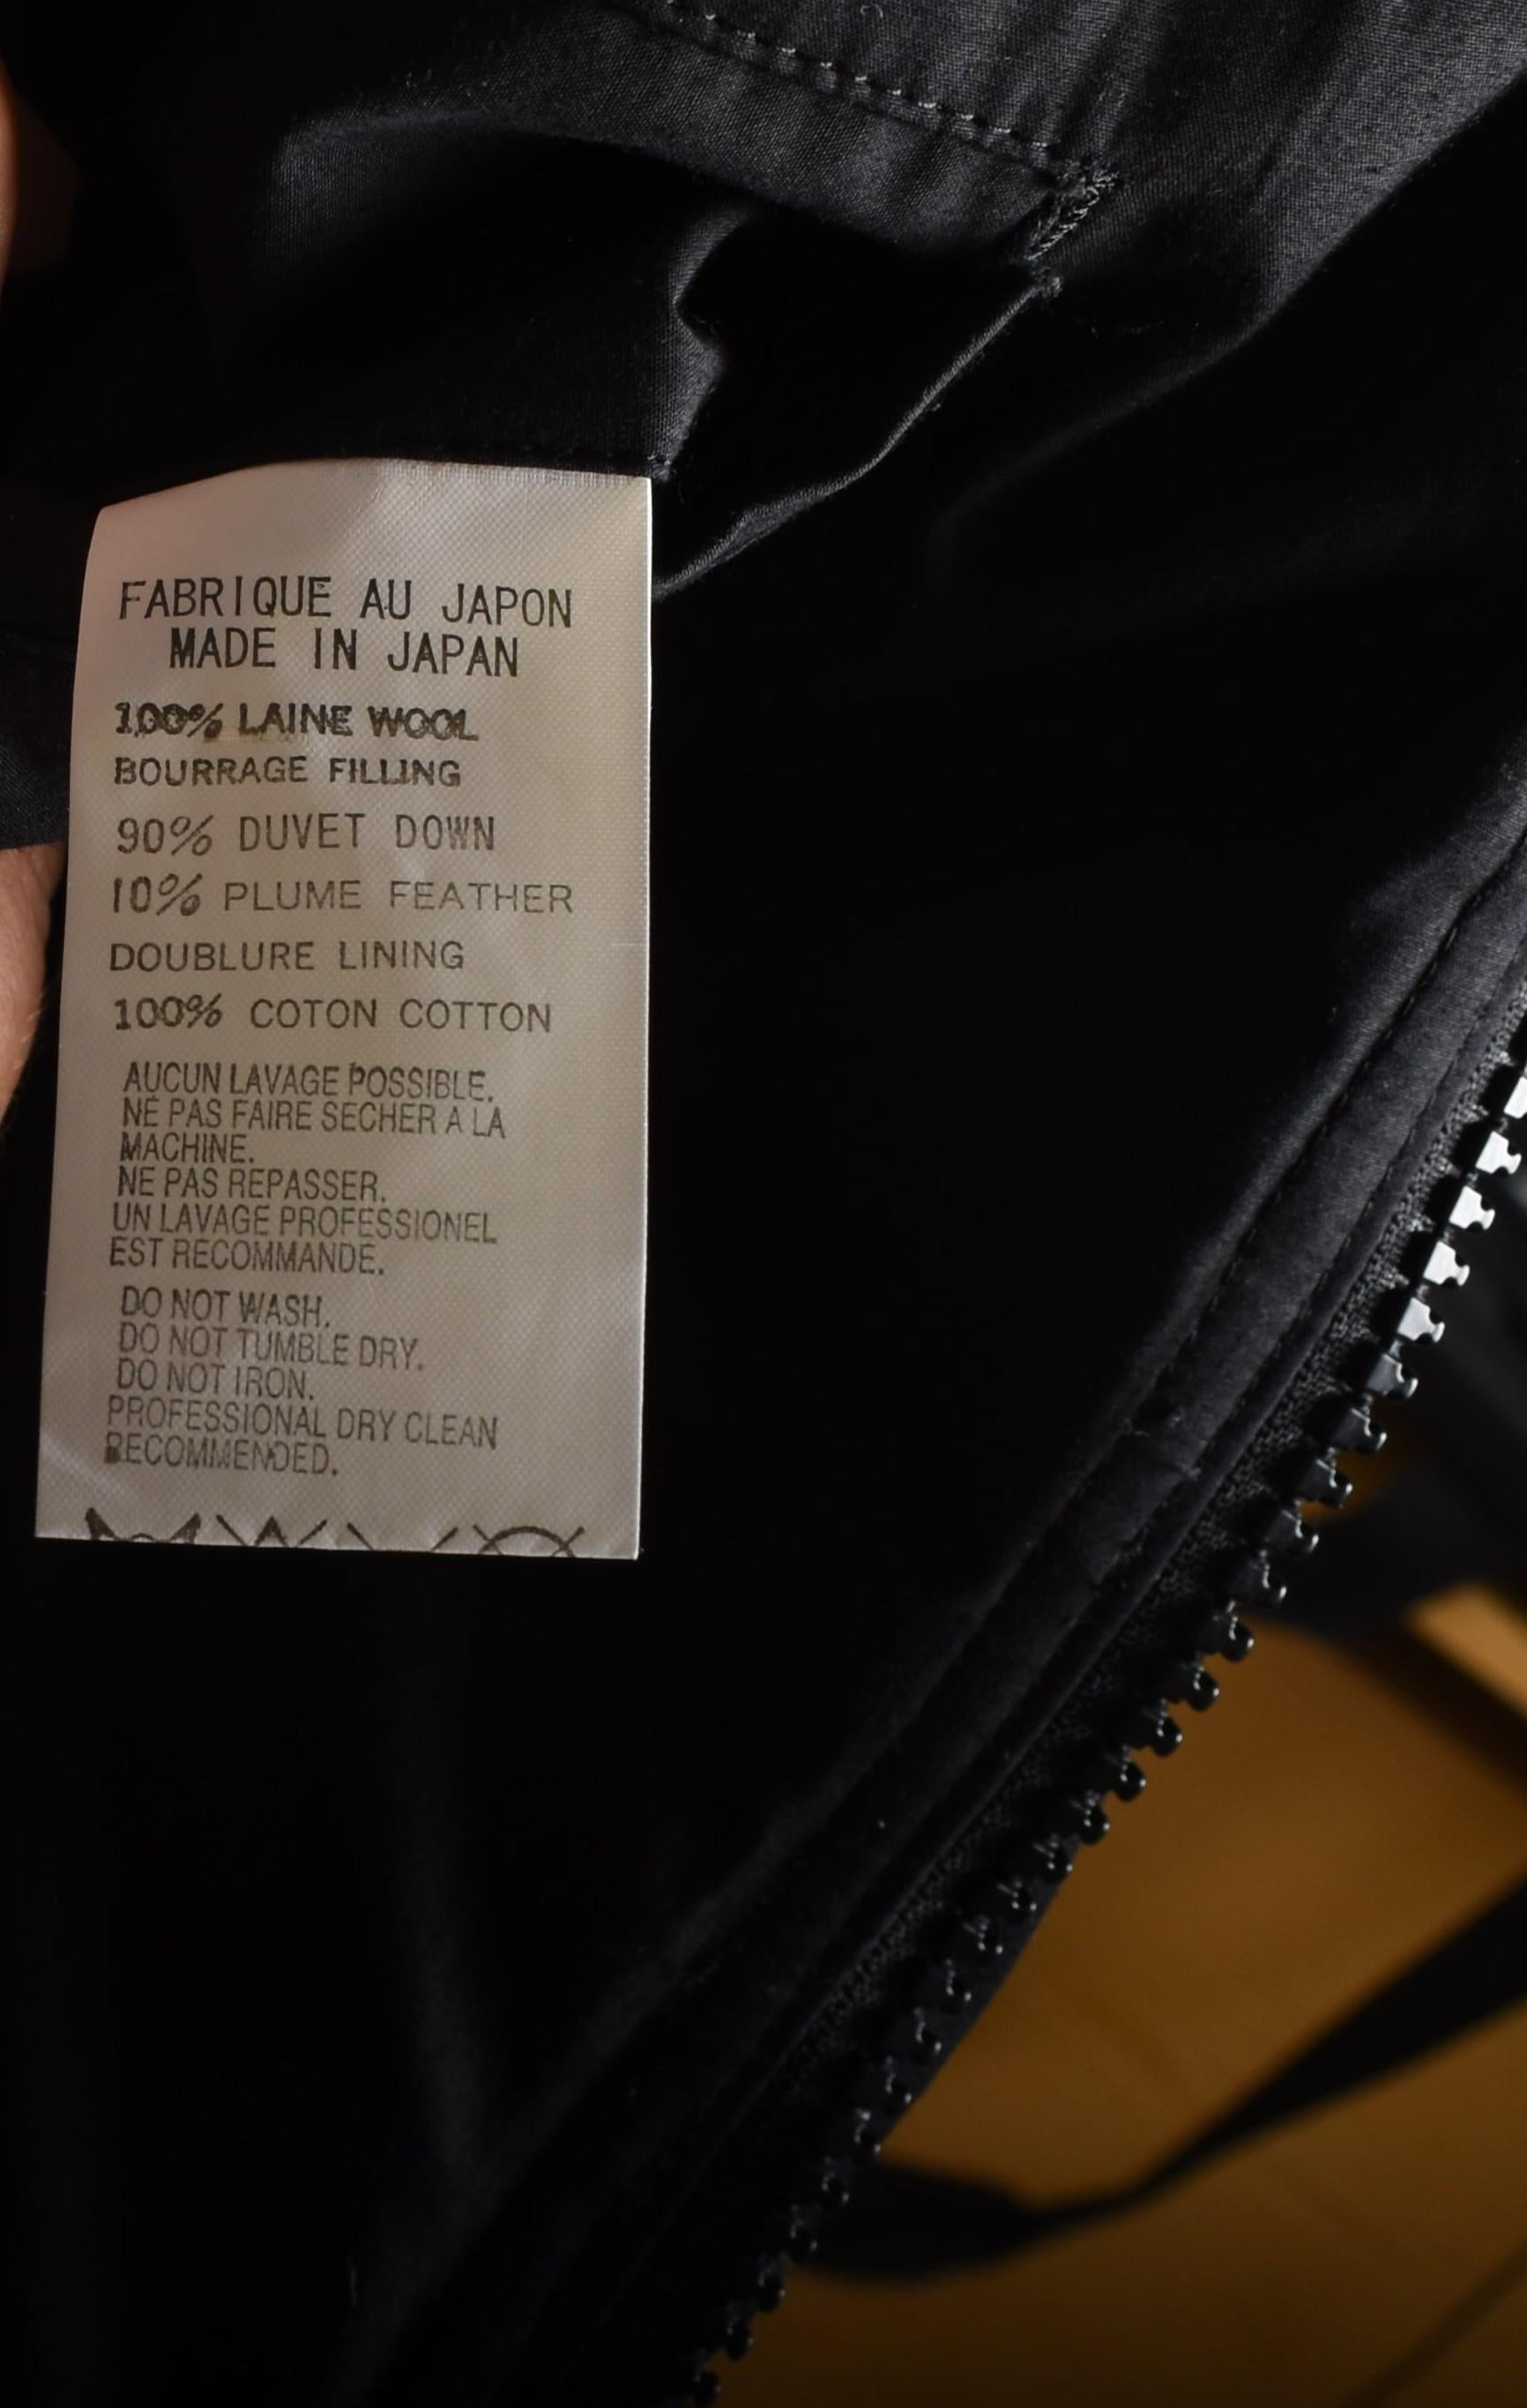 FABRIQUE AU JAPON
MADE IN JAPAN
100% LAINE WOOL
BOURRAGE FILLING
90% DUVET DOWN
10% PLUME FEATHER
DOUBLURE LINING
100% COTON COTTON
AUCUN LAVAGE POSSIBLE.
NE PAS FAIRE SECHER A LA
MACHINE.
NE PAS REPASSER.
UN LAVAGE PROFESSIONEL
EST RECOMMANDE.
DO NOT WASH.
DO NOT TUMBLE DRY.
DO NOT IRON.
PROFESSIONAL DRY CLEAN
RECOMMENDED.